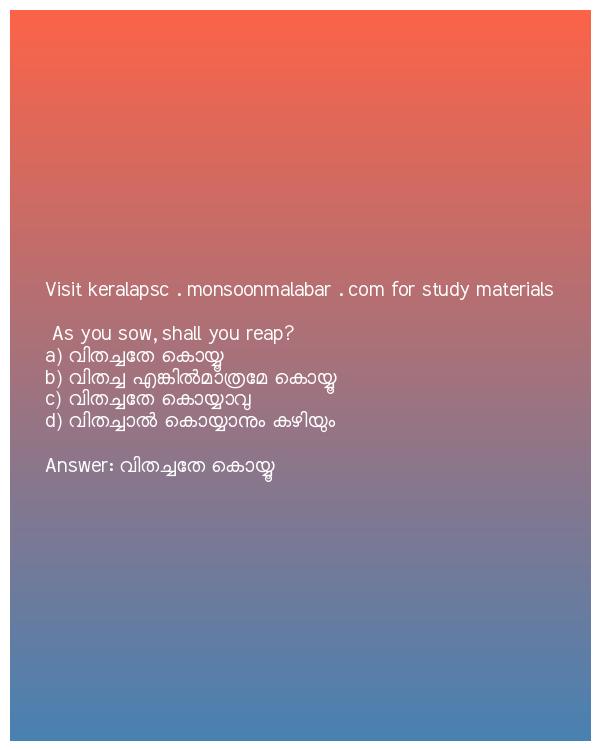 Visit keralapsc . monsoonmalabar . com for study materials
As you sow, shall you reap?
a) വിതച്ചതേ കൊയ്യൂ
b) വിതച്ച എങ്കിൽമാത്രമേ കൊയ്യൂ
c) വിതച്ചതേ കൊയ്യാവു
d) വിതച്ചാൽ കൊയ്യാനും കഴിയും
Answer: വിതച്ചതേ കൊയ്യൂ